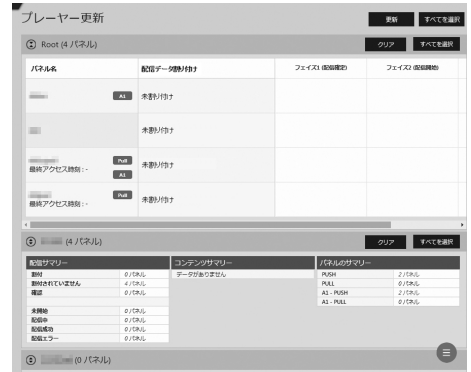 プレーヤー更新
更新 すべてを選択
Root (4 パネル)
クリア すべてを選択
パネル名 配信データ割り付け フェイズ1 (配信確定) フェイズ2 (配信開始)
A1 未割り付け
未割り付け
Pull
最終アクセス時刻 : -
A1
未割り付け
Pull
最終アクセス時刻 : -
未割り付け
(4 パネル)
クリア すべてを選択
配信サマリー
割付 0 パネル
割付されていません 4 パネル
確認 0 パネル
未開始 0 パネル
配信中 0 パネル
配信成功 0 パネル
配信エラー 0 パネル
コンテンツサマリー
データがありません
パネルのサマリー
PUSH 2 パネル
PULL 0 パネル
A1 - PUSH 2 パネル
A1 - PULL 0 パネル
(0 パネル)